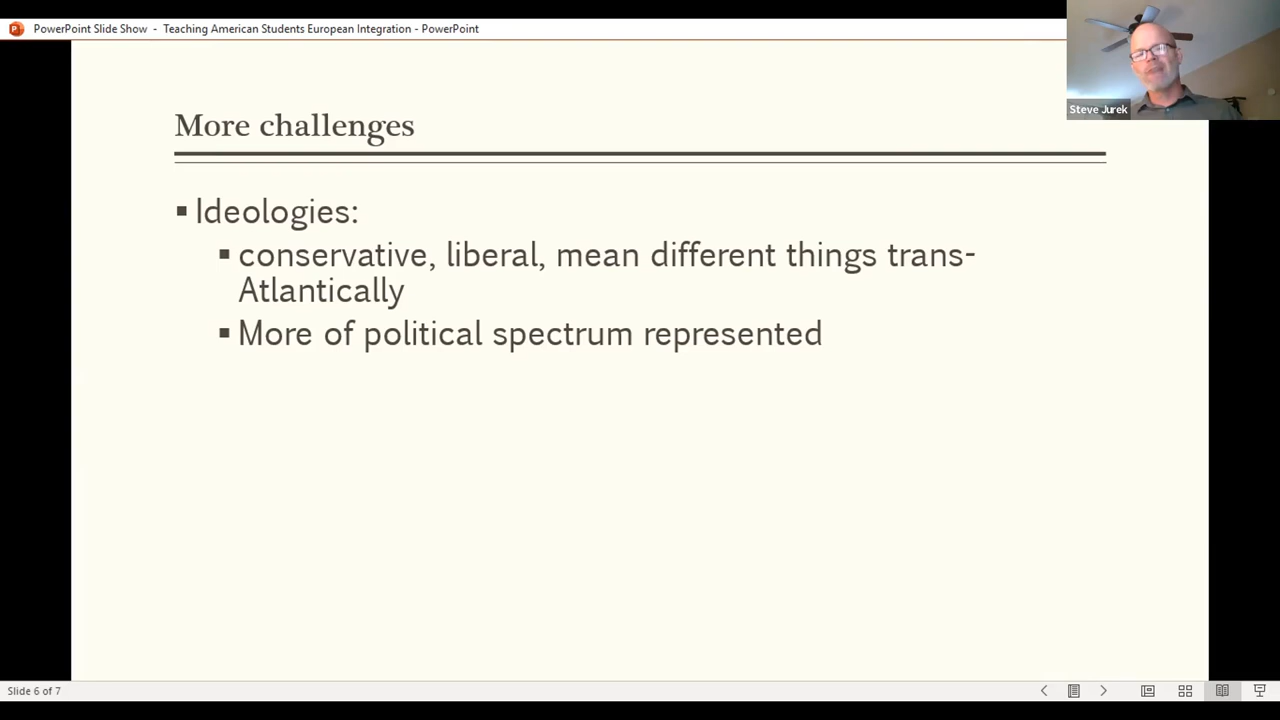 PowerPoint Slide Show - Teaching American Students European Integration - PowerPoint
Steve Jurek
More challenges
▪ Ideologies:
▪ conservative, liberal, mean different things trans-
Atlantically
▪ More of political spectrum represented
Slide 6 of 7